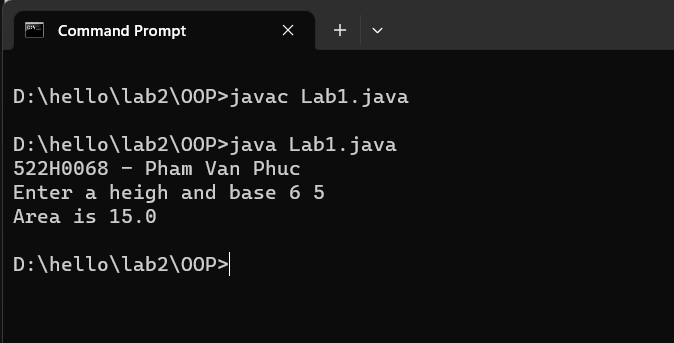 Command Prompt
D:\hello\lab2\OOP>javac Lab1.java
D:\hello\lab2\OOP>java Lab1.java
522H0068 - Pham Van Phuc
Enter a heigh and base 6 5
Area is 15.0
D:\hello\lab2\OOP>